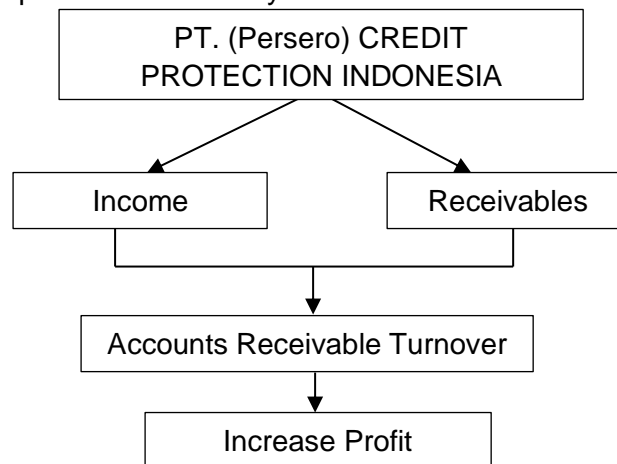 PT. (Persero) CREDIT
PROTECTION INDONESIA
Income
Receivables
Accounts Receivable Turnover
Increase Profit